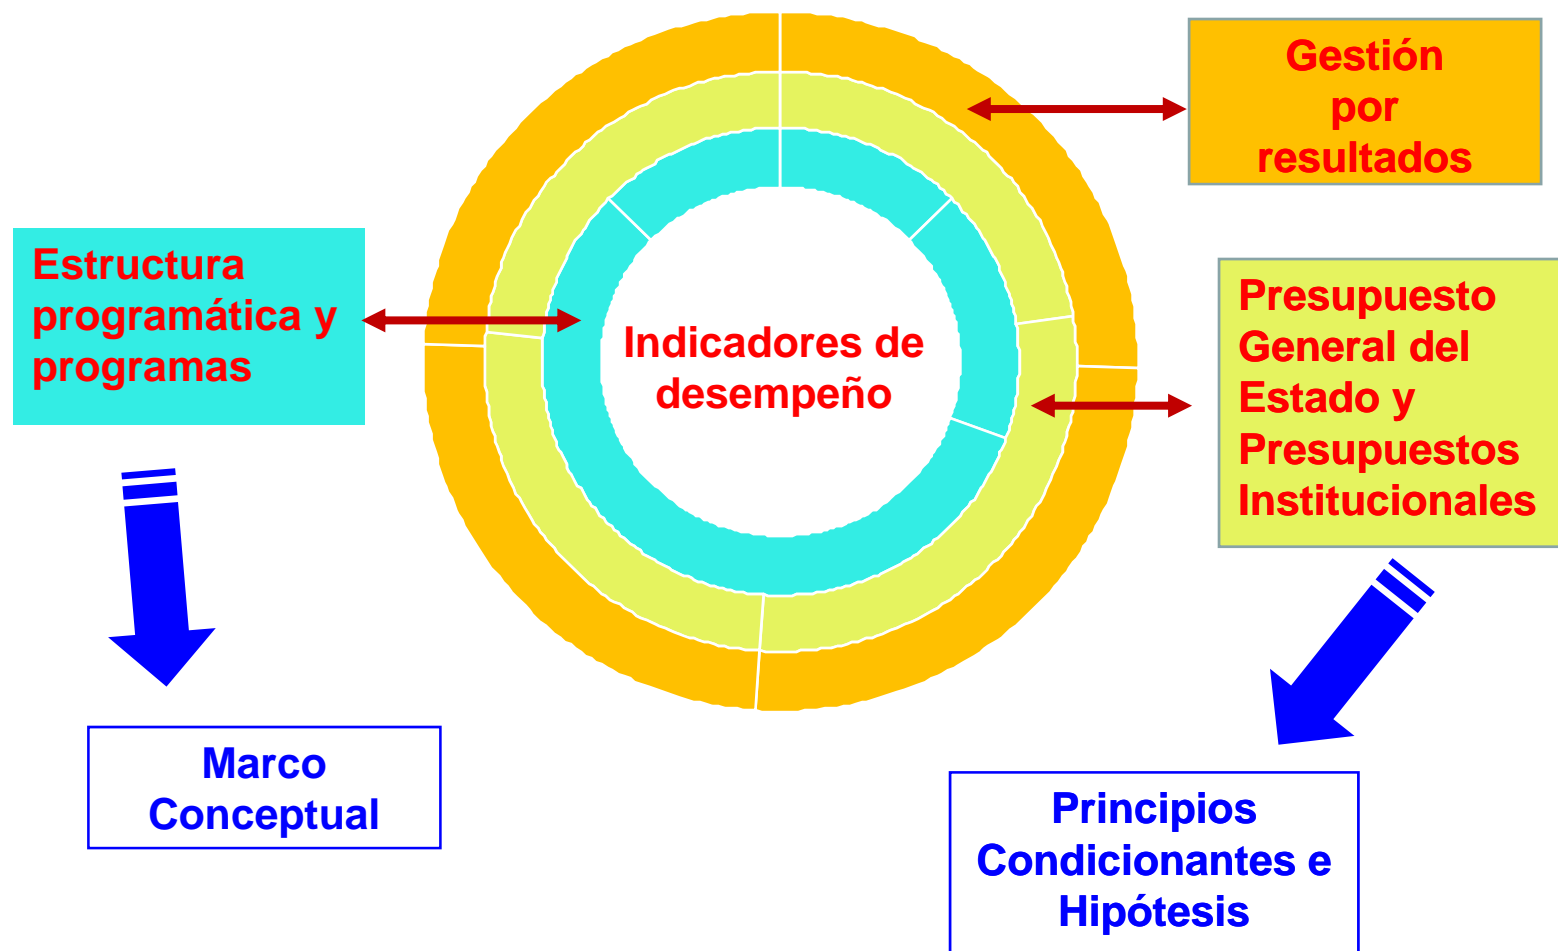 Gestión
por
resultados
Estructura
programática y
programas
Indicadores de
desempeño
Presupuesto
General del
Estado y
Presupuestos
Institucionales
Marco
Conceptual
Principios
Condicionantes e
Hipótesis